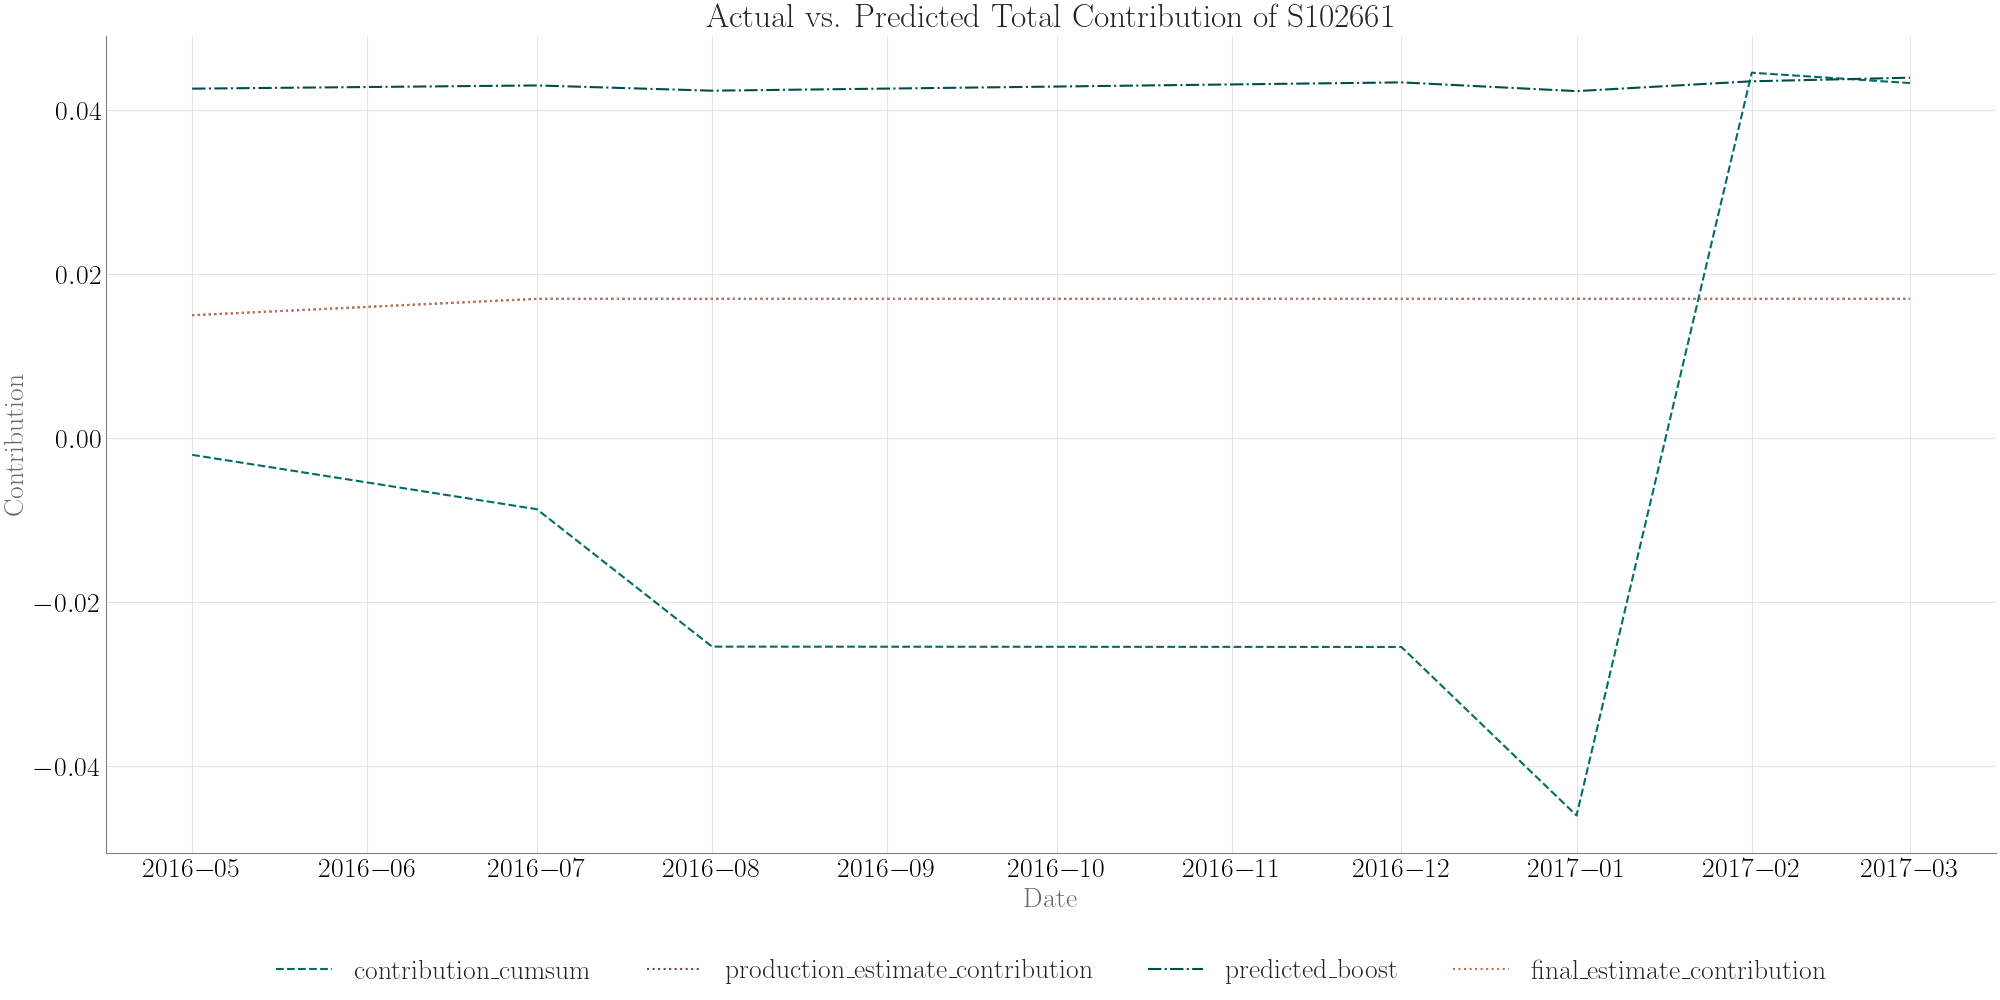 Actual vs. Predicted Total Contribution of S102661
Contribution
0.04
0.02
0.00
−0.02
−0.04
2016−05 2016−06 2016−07 2016−08 2016−09 2016−10 2016−11 2016−12 2017−01 2017−02 2017−03
Date
contribution_cumsum production_estimate_contribution predicted_boost final_estimate_contribution